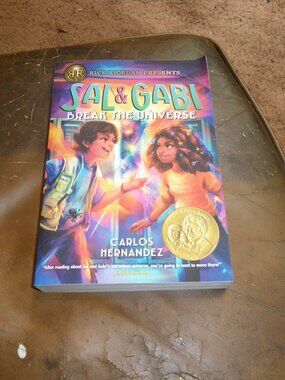 RR
RICK RIORDAN PRESENTS
SAL & GABI
BREAK THE UNIVERSE
CARLOS
HERNANDEZ
"After reading about Sal and Gabi's marvelous universe, you're going to want to move there!"